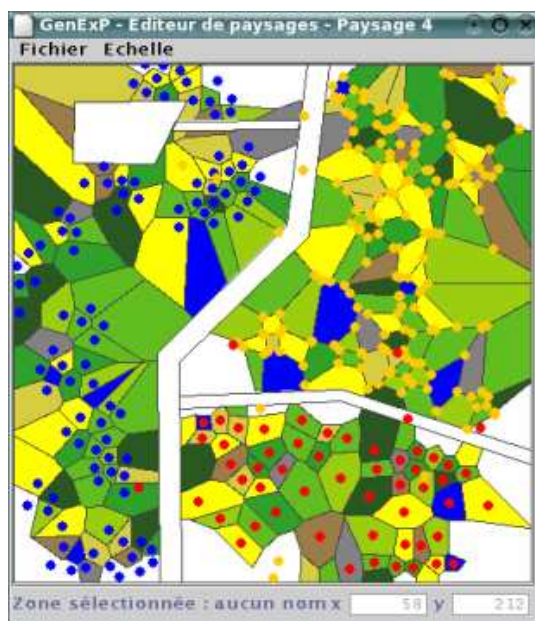 GenExP - Editeur de paysages - Paysage 4
Fichier Echelle
Zone sélectionnée : aucun nom x 58 y 212